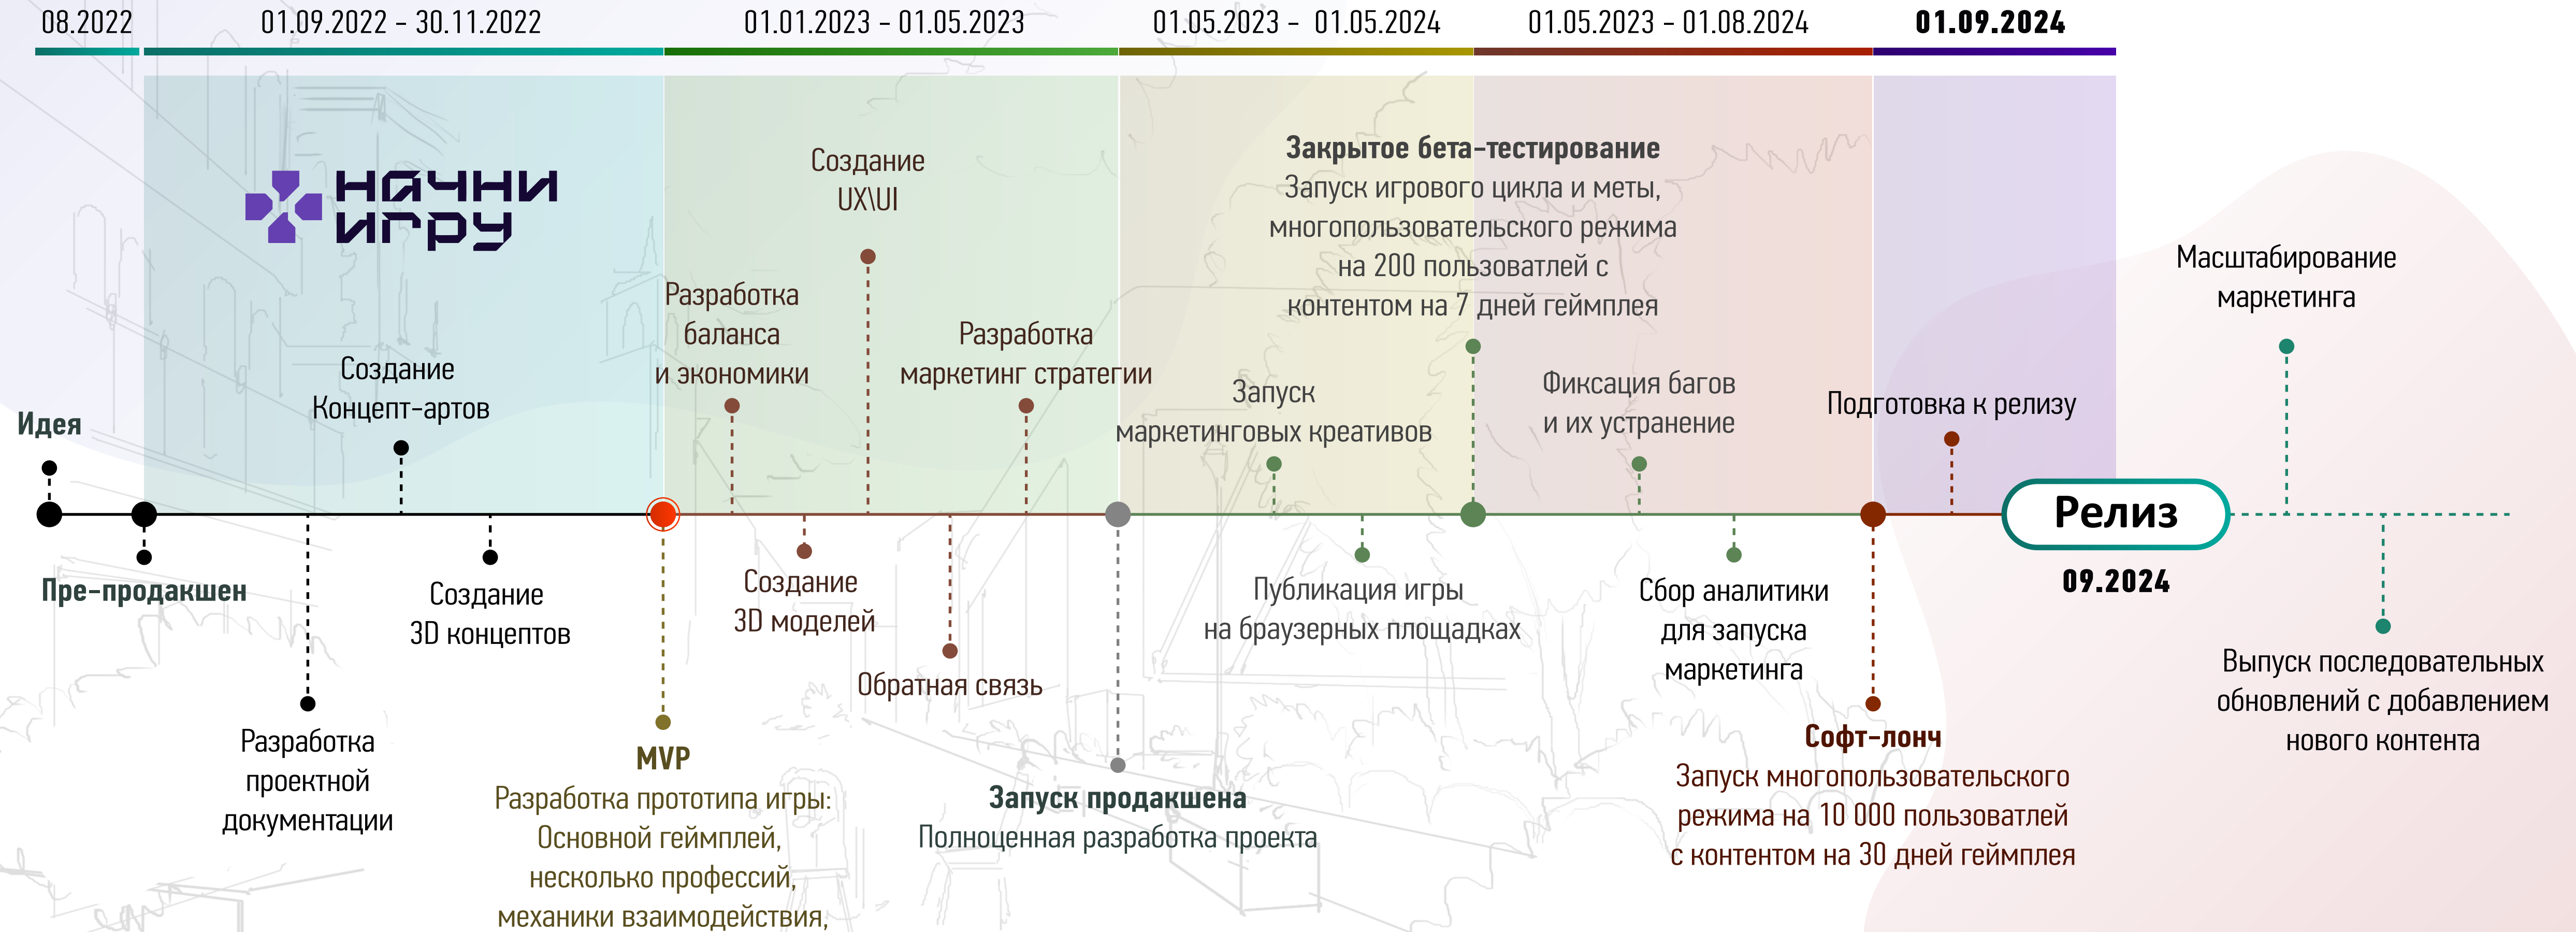 08.2022
01.09.2022 - 30.11.2022
01.01.2023 - 01.05.2023
01.05.2023 - 01.05.2024
01.05.2023 - 01.08.2024
01.09.2024
НАЧНИ
ИГРУ
Идея
Пре-продакшен
Разработка
проектной
документации
Создание
Концепт-артов
Создание
3D концептов
MVP
Разработка прототипа игры:
Основной геймплей,
несколько профессий,
механики взаимодействия,
Разработка
баланса
и экономики
Создание
3D моделей
Создание
UX\UI
Обратная связь
Разработка
маркетинг стратегии
Запуск продакшена
Полноценная разработка проекта
Запуск
маркетинговых креативов
Публикация игры
на браузерных площадках
Закрытое бета-тестирование
Запуск игрового цикла и меты,
многопользовательского режима
на 200 пользоватлей с
контентом на 7 дней геймплея
Фиксация багов
и их устранение
Сбор аналитики
для запуска
маркетинга
Софт-лонч
Запуск многопользовательского
режима на 10 000 пользоватлей
с контентом на 30 дней геймплея
Подготовка к релизу
Релиз
09.2024
Масштабирование
маркетинга
Выпуск последовательных
обновлений с добавлением
нового контента